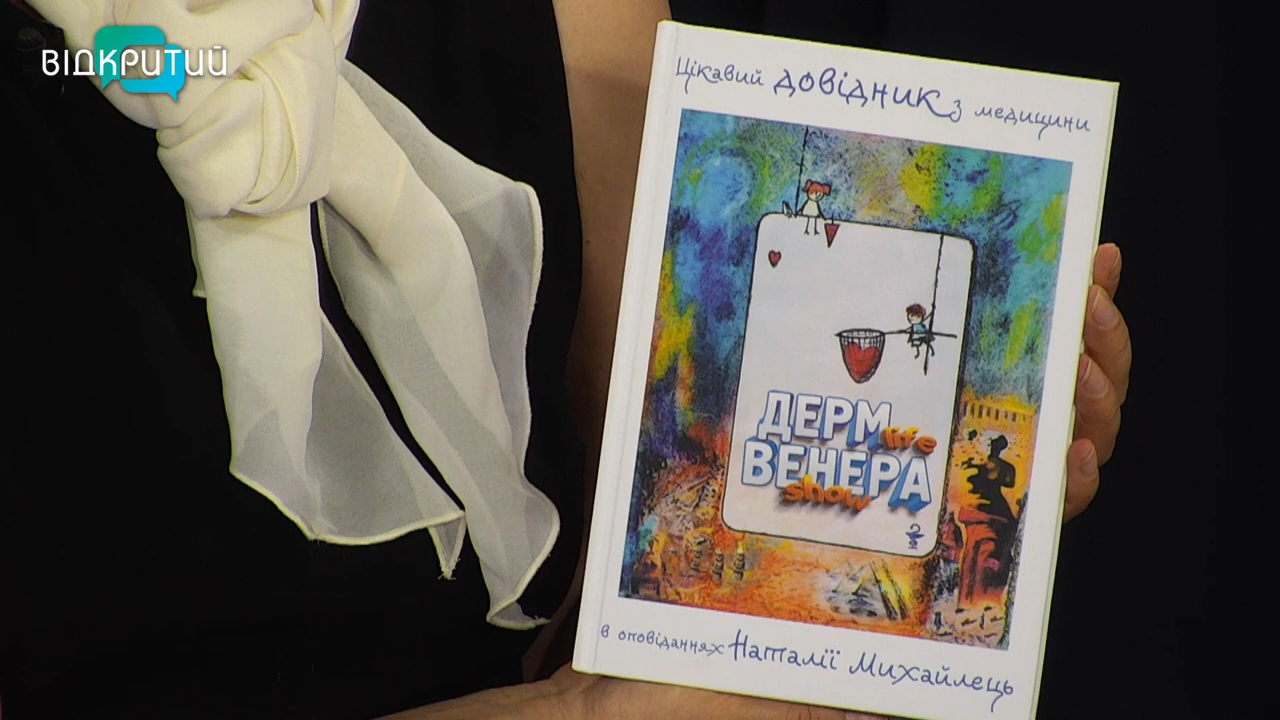 ВІДКРИТИЙ
Цікавий довідник з медицини
ДЕРМ
life
ВЕНЕРА
show
в оповіданнях Наталії Михайлець